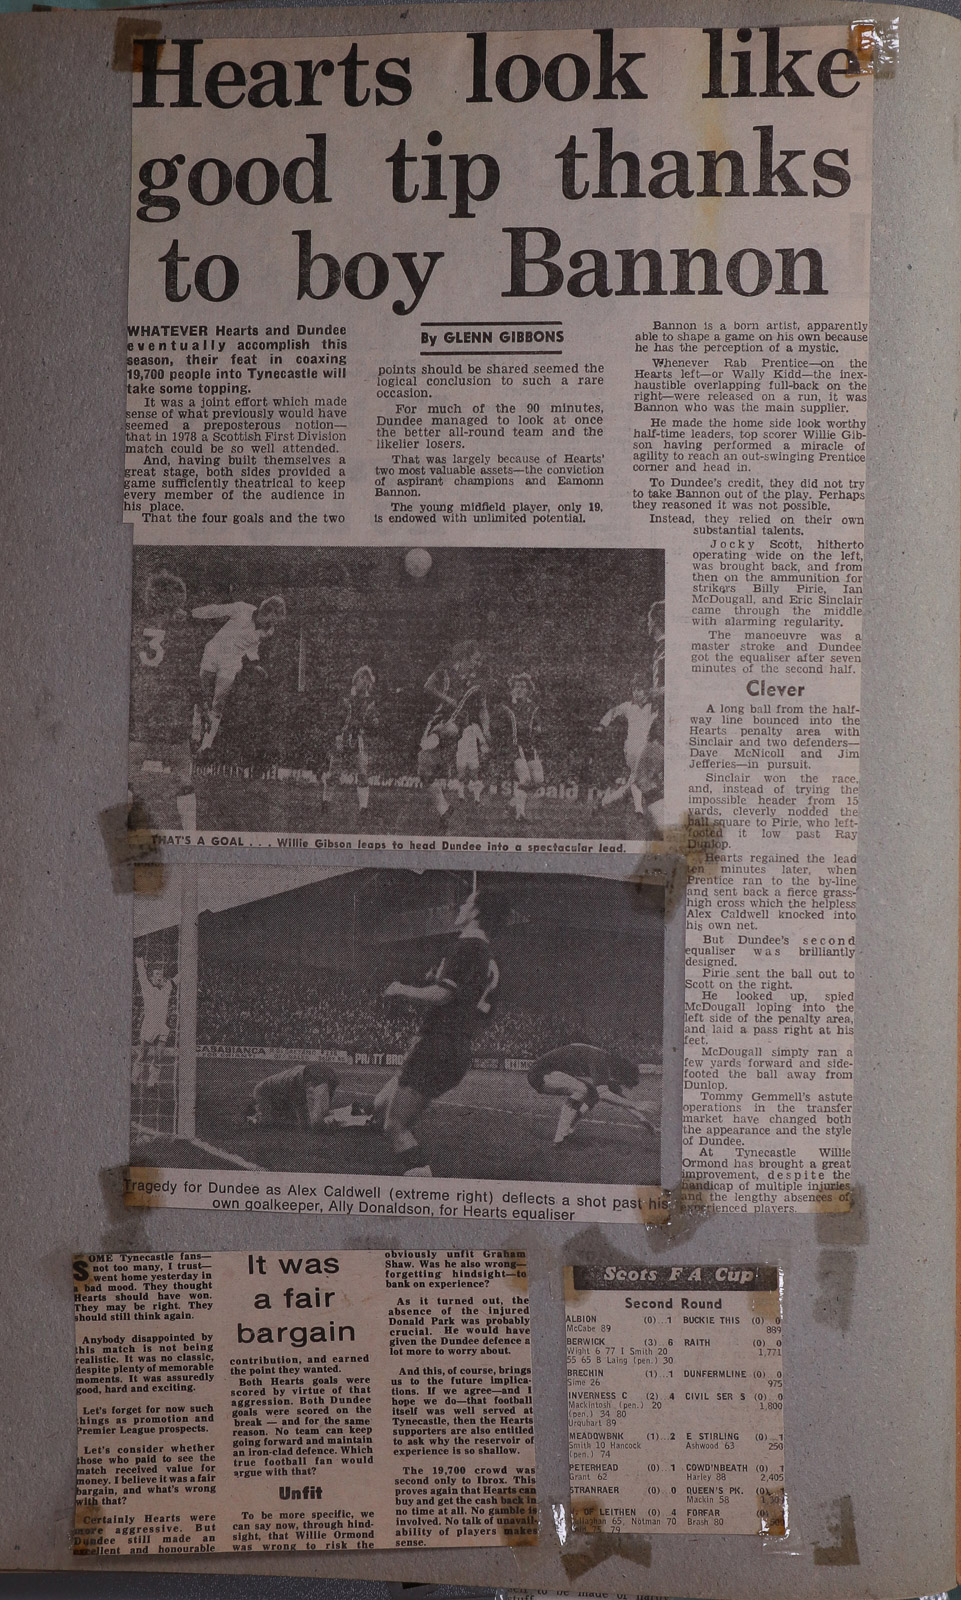 Hearts look like
good tip thanks
to boy Bannon
WHATEVER Hearts and Dundee
eventually accomplish this
season, their feat in coaxing
19,700 people into Tynecastle will
take some topping.
It was a joint effort which made
sense of what previously would have
seemed a preposterous notion—
that in 1978 a Scottish First Division
match could be so well attended.
And, having built themselves a
great stage, both sides provided a
game sufficiently theatrical to keep
every member of the audience in
his place.
That the four goals and the two
By GLENN GIBBONS
points should be shared seemed the
logical conclusion to such a rare
occasion.
For much of the 90 minutes,
Dundee managed to look at once
the better all-round team and the
likelier losers.
That was largely because of Hearts'
two most valuable assets—the conviction
of aspirant champions and Eamonn
Bannon.
The young midfield player, only 19,
is endowed with unlimited potential.
Bannon is a born artist, apparently
able to shape a game on his own because
he has the perception of a mystic.
Whenever Rab Prentice—on the
Hearts left—or Wally Kidd—the inex-
haustible overlapping full-back on the
right—were released on a run, it was
Bannon who was the main supplier.
He made the home side look worthy
half-time leaders, top scorer Willie Gib-
son having performed a miracle of
agility to reach an out-swinging Prentice
corner and head in.
To Dundee's credit, they did not try
to take Bannon out of the play. Perhaps
they reasoned it was not possible.
Instead, they relied on their own
substantial talents.
Jocky Scott, hitherto
operating wide on the left,
was brought back, and from
then on the ammunition for
strikers Billy Pirie, Ian
McDougall, and Eric Sinclair
came through the middle
with alarming regularity.
The manoeuvre was a
master stroke and Dundee
got the equaliser after seven
minutes of the second half.
Clever
A long ball from the half-
way line bounced into the
Hearts penalty area with
Sinclair and two defenders—
Dave McNicoll and Jim
Jefferies—in pursuit.
Sinclair won the race,
and, instead of trying the
impossible header from 15
yards, cleverly nodded the
ball square to Pirie, who left-
footed it low past Ray
Dunlop.
Hearts regained the lead
ten minutes later, when
Prentice ran to the by-line
and sent back a fierce grass-
high cross which the helpless
Alex Caldwell knocked into
his own net.
But Dundee's second
equaliser was brilliantly
designed.
Pirie sent the ball out to
Scott on the right.
He looked up, spied
McDougall loping into the
left side of the penalty area,
and laid a pass right at his
feet.
McDougall simply ran a
few yards forward and side-
footed the ball away from
Dunlop.
Tommy Gemmell's astute
operations in the transfer
market have changed both
the appearance and the style
of Dundee.
At Tynecastle Willie
Ormond has brought a great
improvement, despite the
handicap of multiple injuries
and the lengthy absences of
experienced players.
3
THAT'S A GOAL . . . Willie Gibson leaps to head Dundee into a spectacular lead.
2
CASABIANCA
PRATT BRO
Tragedy for Dundee as Alex Caldwell (extreme right) deflects a shot past his
own goalkeeper, Ally Donaldson, for Hearts equaliser
SOME Tynecastle fans—
not too many, I trust—
went home yesterday in
a bad mood. They thought
Hearts should have won.
They may be right. They
should still think again.
Anybody disappointed by
this match is not being
realistic. It was no classic,
despite plenty of memorable
moments. It was assuredly
good, hard and exciting.
Let's forget for now such
things as promotion and
Premier League prospects.
Let's consider whether
those who paid to see the
match received value for
money. I believe it was a fair
bargain, and what's wrong
with that?
Certainly Hearts were
more aggressive. But
Dundee still made an
excellent and honourable
It was
a fair
bargain
contribution, and earned
the point they wanted.
Both Hearts goals were
scored by virtue of that
aggression. Both Dundee
goals were scored on the
break — and for the same
reason. No team can keep
going forward and maintain
an iron-clad defence. Which
true football fan would
argue with that?
Unfit
To be more specific, we
can say now, through hind-
sight, that Willie Ormond
was wrong to risk the
obviously unfit Graham
Shaw. Was he also wrong—
forgetting hindsight—to
bank on experience?
As it turned out, the
absence of the injured
Donald Park was probably
crucial. He would have
given the Dundee defence a
lot more to worry about.
And this, of course, brings
us to the future implica-
tions. If we agree—and I
hope we do—that football
itself was well served at
Tynecastle, then the Hearts
supporters are also entitled
to ask why the reservoir of
experience is so shallow.
The 19,700 crowd was
second only to Ibrox. This
proves again that Hearts can
buy and get the cash back in
no time at all. No gamble is
involved. No talk of unavail-
ability of players makes
sense.
Scots F A Cup
Second Round
ALBION (0)...1 BUCKIE THIS (0) 0
McCabe 89 889
BERWICK (3) 6 RAITH (0) 0
Wight 6 77 I Smith 20 1,771
55 65 B Laing (pen.) 30
BRECHIN (1)...1 DUNFERMLINE (0) 0
Sime 26 975
INVERNESS C (2)..4 CIVIL SER S (0) 0
Mackintosh (pen.) 20 1,800
(pen.) 34 80
Urquhart 89
MEADOWBNK (1)...2 E STIRLING (0)...1
Smith 10 Hancock Ashwood 63 250
(pen.) 74
PETERHEAD (0) 1 COWD'NBEATH (0) 1
Grant 62 Harley 88 2,405
STRANRAER (0) 0 QUEEN'S PK. (0) 1
Mackin 58
OF LEITHEN (0) 4 FORFAR
65, Notman 70 Brash 80
79